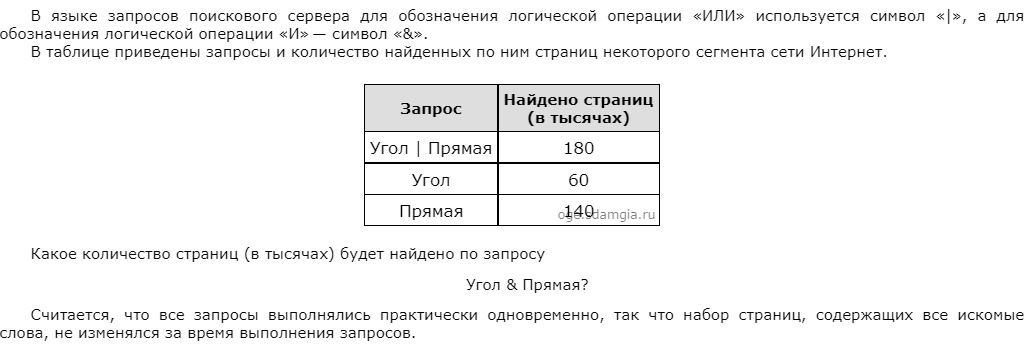 В языке запросов поискового сервера для обозначения логической операции «ИЛИ» используется символ «|», а для
обозначения логической операции «И» — символ «&».
В таблице приведены запросы и количество найденных по ним страниц некоторого сегмента сети Интернет.
Запрос Найдено страниц
(в тысячах)
Угол | Прямая 180
Угол 60
Прямая 140
oge.sdamgia.ru
Какое количество страниц (в тысячах) будет найдено по запросу
Угол & Прямая?
Считается, что все запросы выполнялись практически одновременно, так что набор страниц, содержащих все искомые
слова, не изменялся за время выполнения запросов.